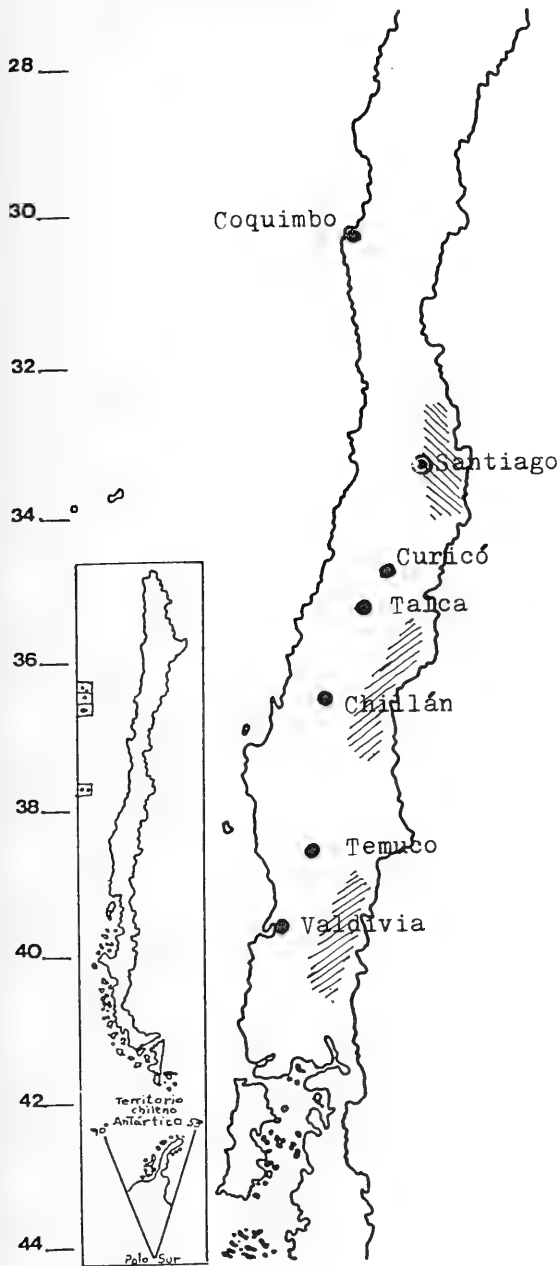 28
30
Coquimbo
32
Santiago
34
Curicó
Talca
36
Chidlán
38
Temuco
Valdivia
40
42
Territorio
chileno
Antártico 53°
90°
Polo Sur
44